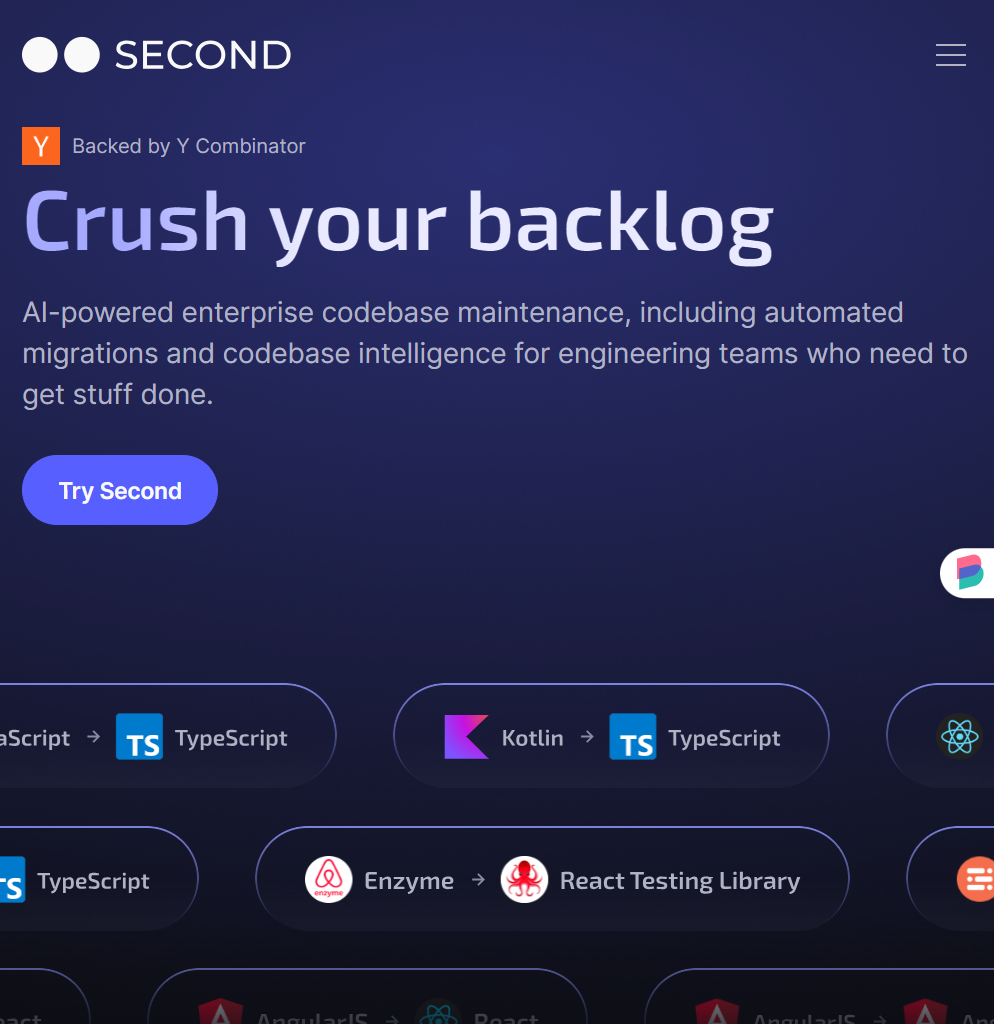 SECOND
Y Backed by Y Combinator
Crush your backlog
AI-powered enterprise codebase maintenance, including automated
migrations and codebase intelligence for engineering teams who need to
get stuff done.
Try Second
aScript → TS TypeScript
Kotlin → TS TypeScript
TS TypeScript
enzyme Enzyme → React Testing Library
AngularJS → React
AngularJS →